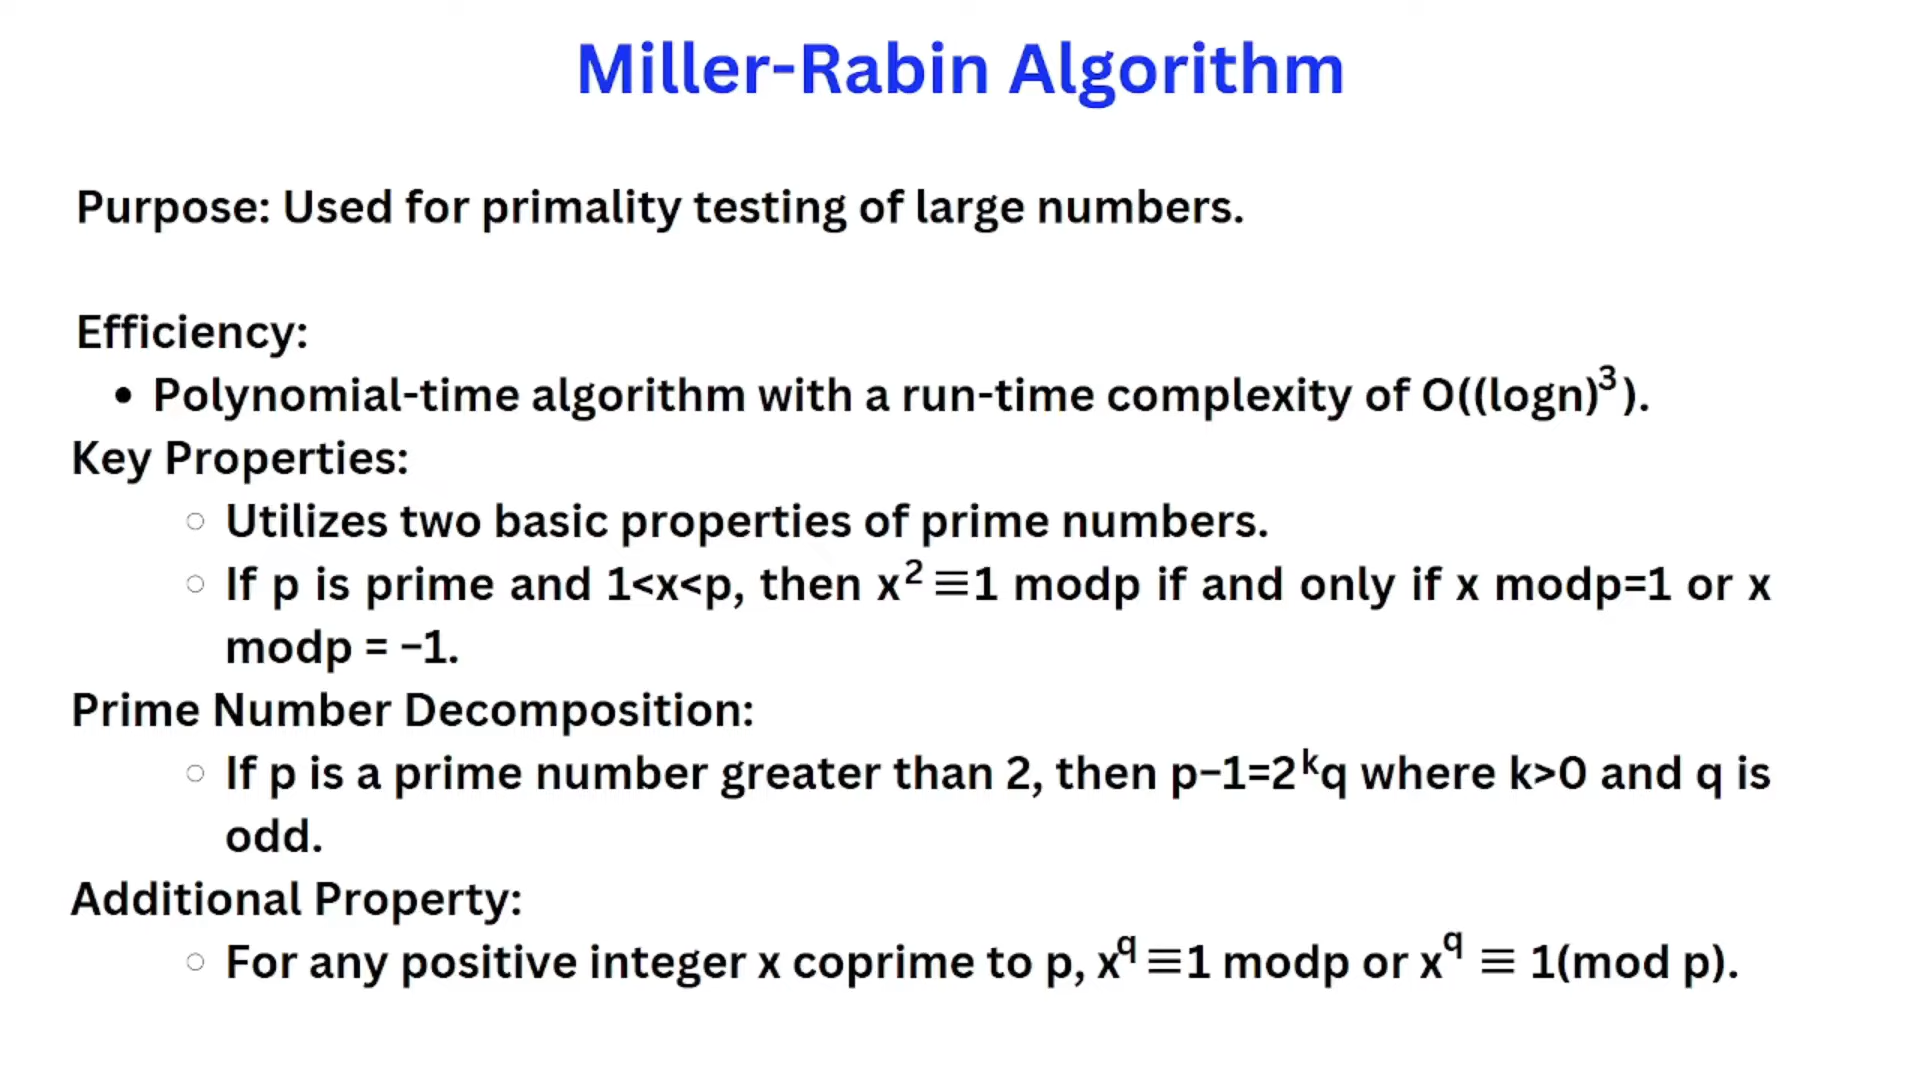 Miller-Rabin Algorithm
Purpose: Used for primality testing of large numbers.
Efficiency:
• Polynomial-time algorithm with a run-time complexity of O((logn)³).
Key Properties:
○ Utilizes two basic properties of prime numbers.
○ If p is prime and 1<x<p, then x²≡1 modp if and only if x modp=1 or x
modp = −1.
Prime Number Decomposition:
○ If p is a prime number greater than 2, then p−1=2ᵏq where k>0 and q is
odd.
Additional Property:
○ For any positive integer x coprime to p, x^q≡1 modp or x^q ≡ 1(mod p).